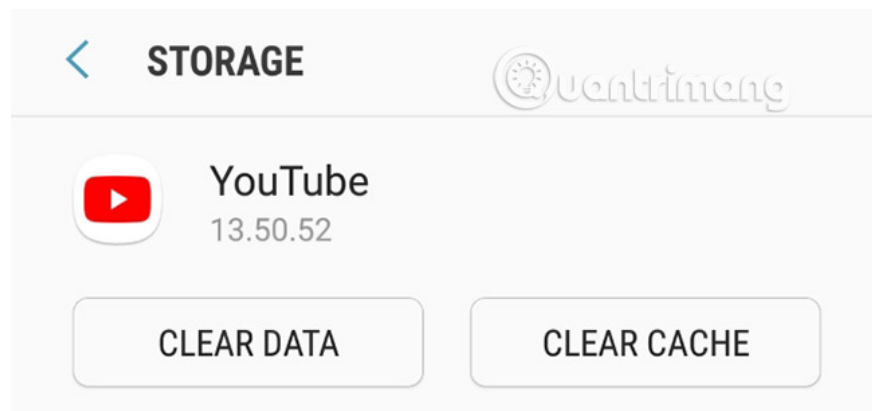 STORAGE
Quantrimang
YouTube
13.50.52
CLEAR DATA
CLEAR CACHE